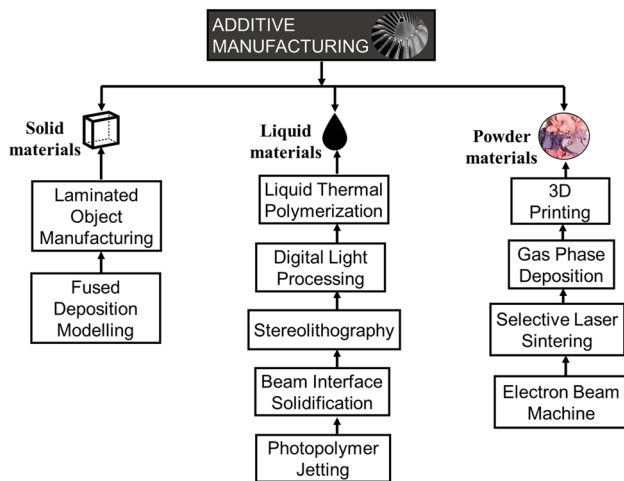 ADDITIVE
MANUFACTURING
Solid
materials
Laminated
Object
Manufacturing
Fused
Deposition
Modelling
Liquid
materials
Liquid Thermal
Polymerization
Digital Light
Processing
Stereolithography
Beam Interface
Solidification
Photopolymer
Jetting
Powder
materials
3D
Printing
Gas Phase
Deposition
Selective Laser
Sintering
Electron Beam
Machine